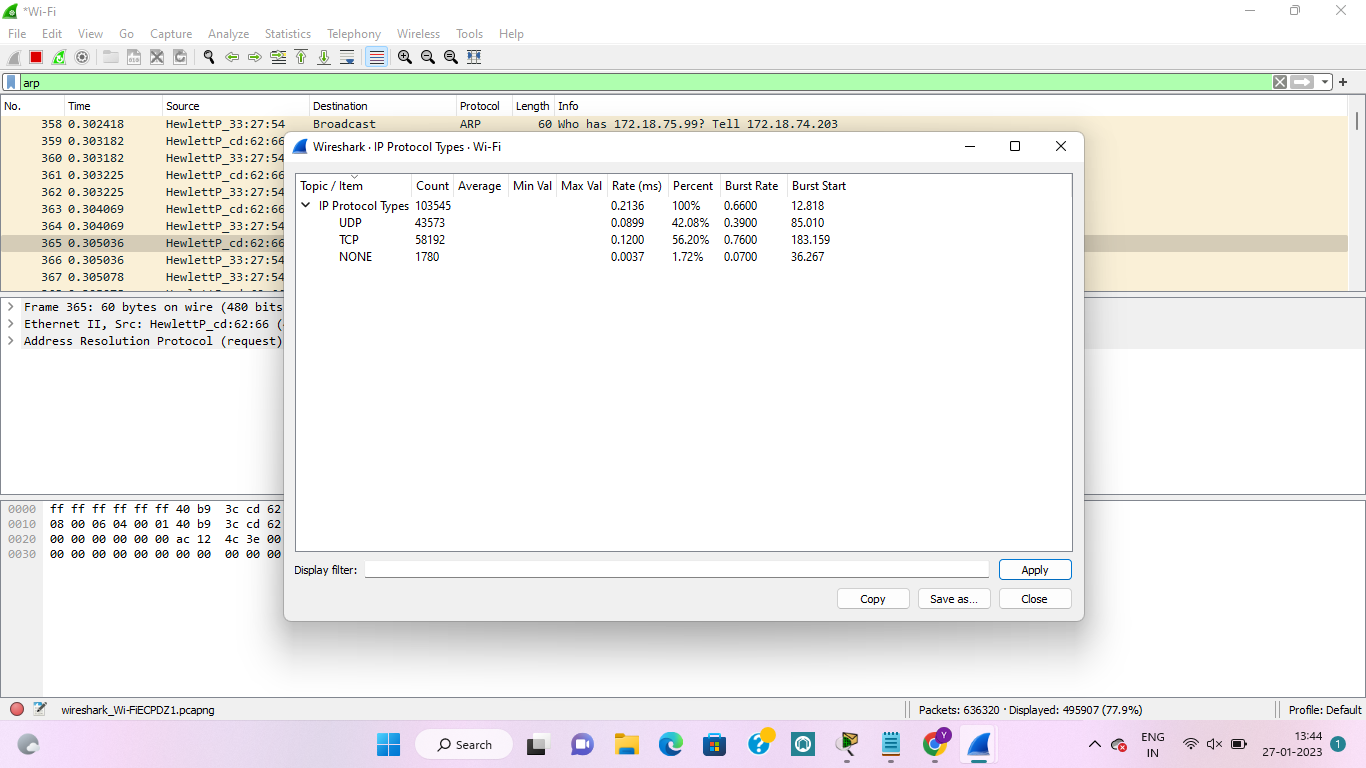 *Wi-Fi
File Edit View Go Capture Analyze Statistics Telephony Wireless Tools Help
arp
No. Time Source Destination Protocol Length Info
358 0.302418 HewlettP_33:27:54 Broadcast ARP 60 Who has 172.18.75.99? Tell 172.18.74.203
359 0.303182 HewlettP_cd:62:66
360 0.303182 HewlettP_33:27:54
361 0.303225 HewlettP_cd:62:66
362 0.303225 HewlettP_33:27:54
363 0.304069 HewlettP_cd:62:66
364 0.304069 HewlettP_33:27:54
365 0.305036 HewlettP_cd:62:66
366 0.305036 HewlettP_33:27:54
367 0.305078 HewlettP_33:27:54
Wireshark · IP Protocol Types · Wi-Fi
Topic / Item Count Average Min Val Max Val Rate (ms) Percent Burst Rate Burst Start
IP Protocol Types 103545 0.2136 100% 0.6600 12.818
UDP 43573 0.0899 42.08% 0.3900 85.010
TCP 58192 0.1200 56.20% 0.7600 183.159
NONE 1780 0.0037 1.72% 0.0700 36.267
Display filter: Apply
Copy Save as... Close
Frame 365: 60 bytes on wire (480 bits
Ethernet II, Src: HewlettP_cd:62:66 (
Address Resolution Protocol (request)
0000 ff ff ff ff ff ff 40 b9 3c cd 62
0010 08 00 06 04 00 01 40 b9 3c cd 62
0020 00 00 00 00 00 00 ac 12 4c 3e 00
0030 00 00 00 00 00 00 00 00 00 00 00
wireshark_Wi-FiECPDZ1.pcapng Packets: 636320 · Displayed: 495907 (77.9%) Profile: Default
Search
Y
ENG
IN
13:44
27-01-2023
1